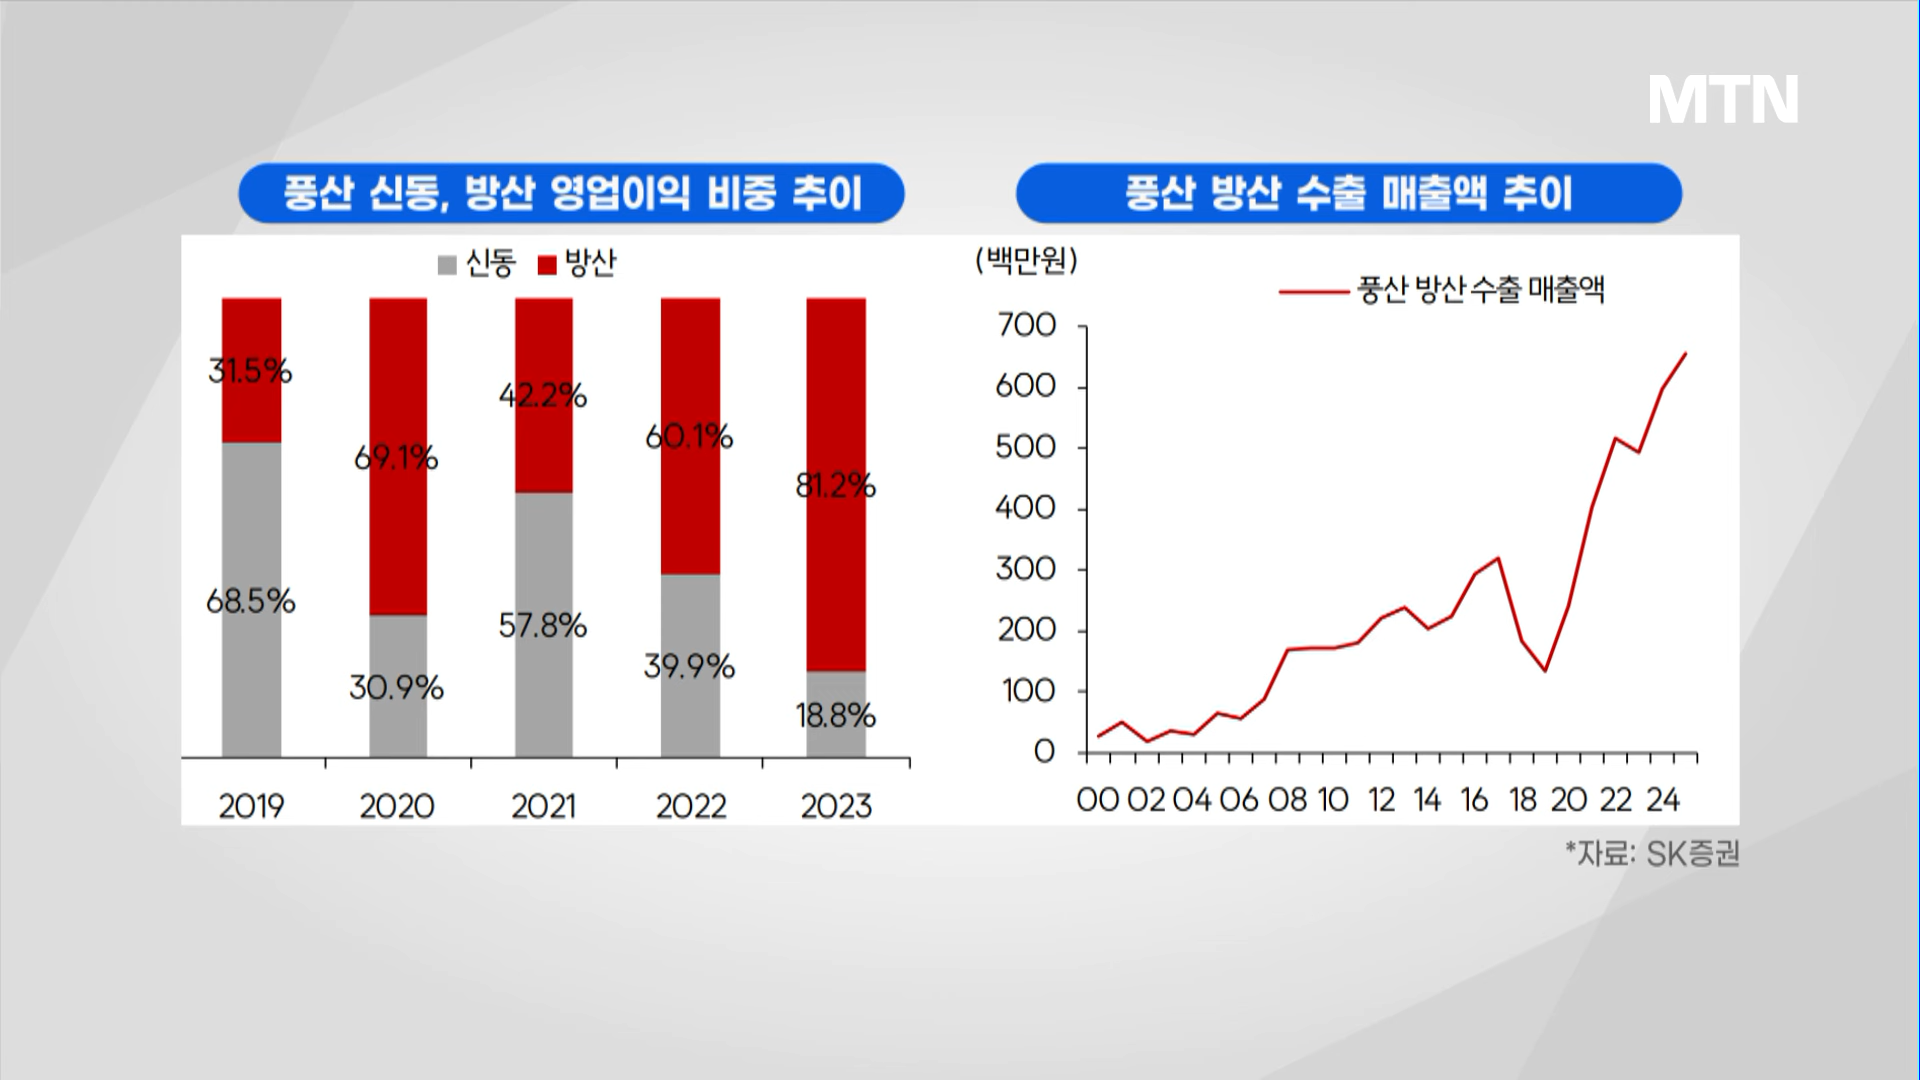 MTN
풍산 신동, 방산 영업이익 비중 추이
신동 방산
31.5%
69.1%
42.2%
60.1%
81.2%
68.5%
30.9%
57.8%
39.9%
18.8%
2019 2020 2021 2022 2023
풍산 방산 수출 매출액 추이
(백만원)
풍산 방산 수출 매출액
700
600
500
400
300
200
100
0
00 02 04 06 08 10 12 14 16 18 20 22 24
*자료: SK증권